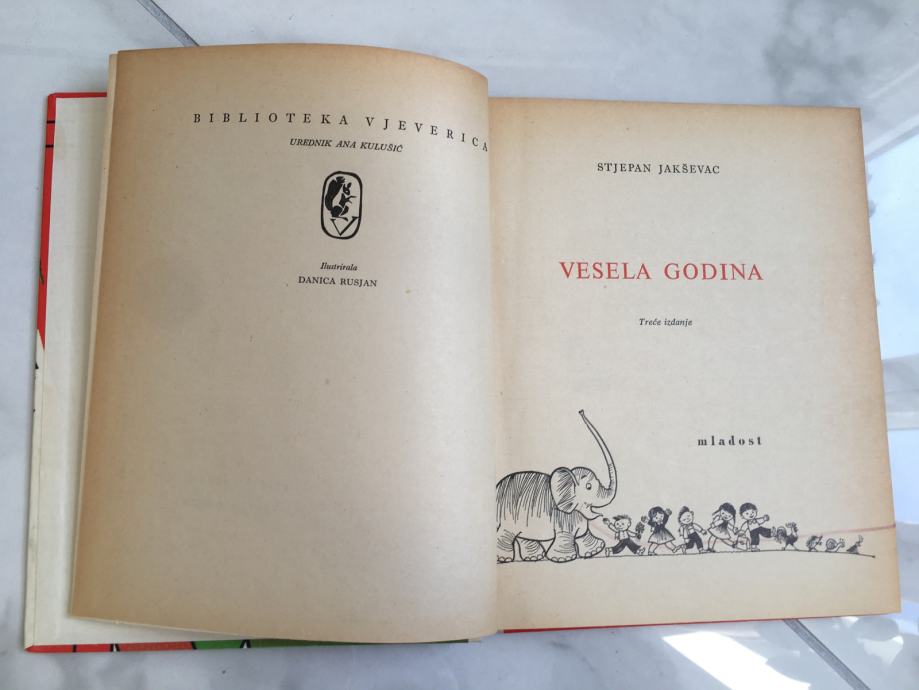 BIBLIOTEKA VJEVERICA
UREDNIK ANA KULUŠIĆ
V
Ilustrirala
DANICA RUSJAN
STJEPAN JAKŠEVAC
VESELA GODINA
Treće izdanje
mladost